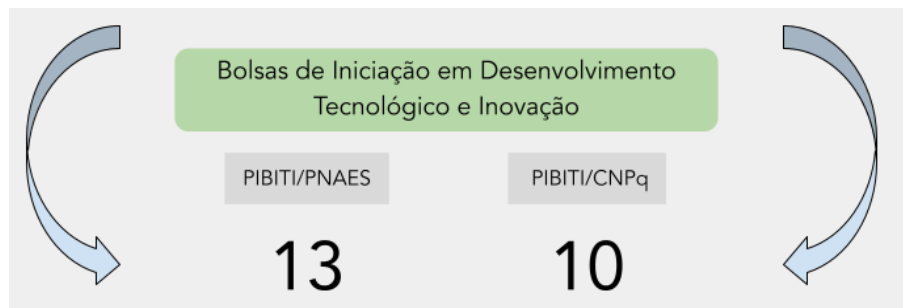 Bolsas de Iniciação em Desenvolvimento
Tecnológico e Inovação
PIBITI/PNAES
PIBITI/CNPq
13
10